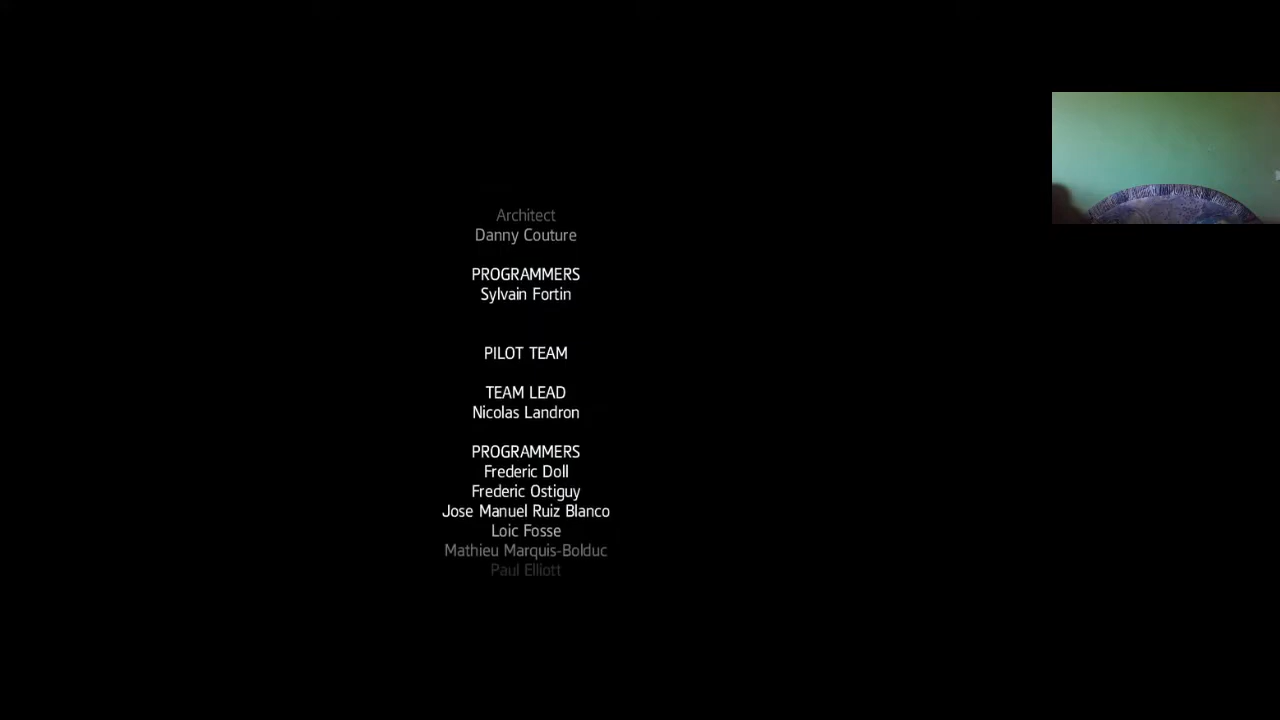 Architect
Danny Couture
PROGRAMMERS
Sylvain Fortin
PILOT TEAM
TEAM LEAD
Nicolas Landron
PROGRAMMERS
Frederic Doll
Frederic Ostiguy
Jose Manuel Ruiz Blanco
Loic Fosse
Mathieu Marquis-Bolduc
Paul Elliott